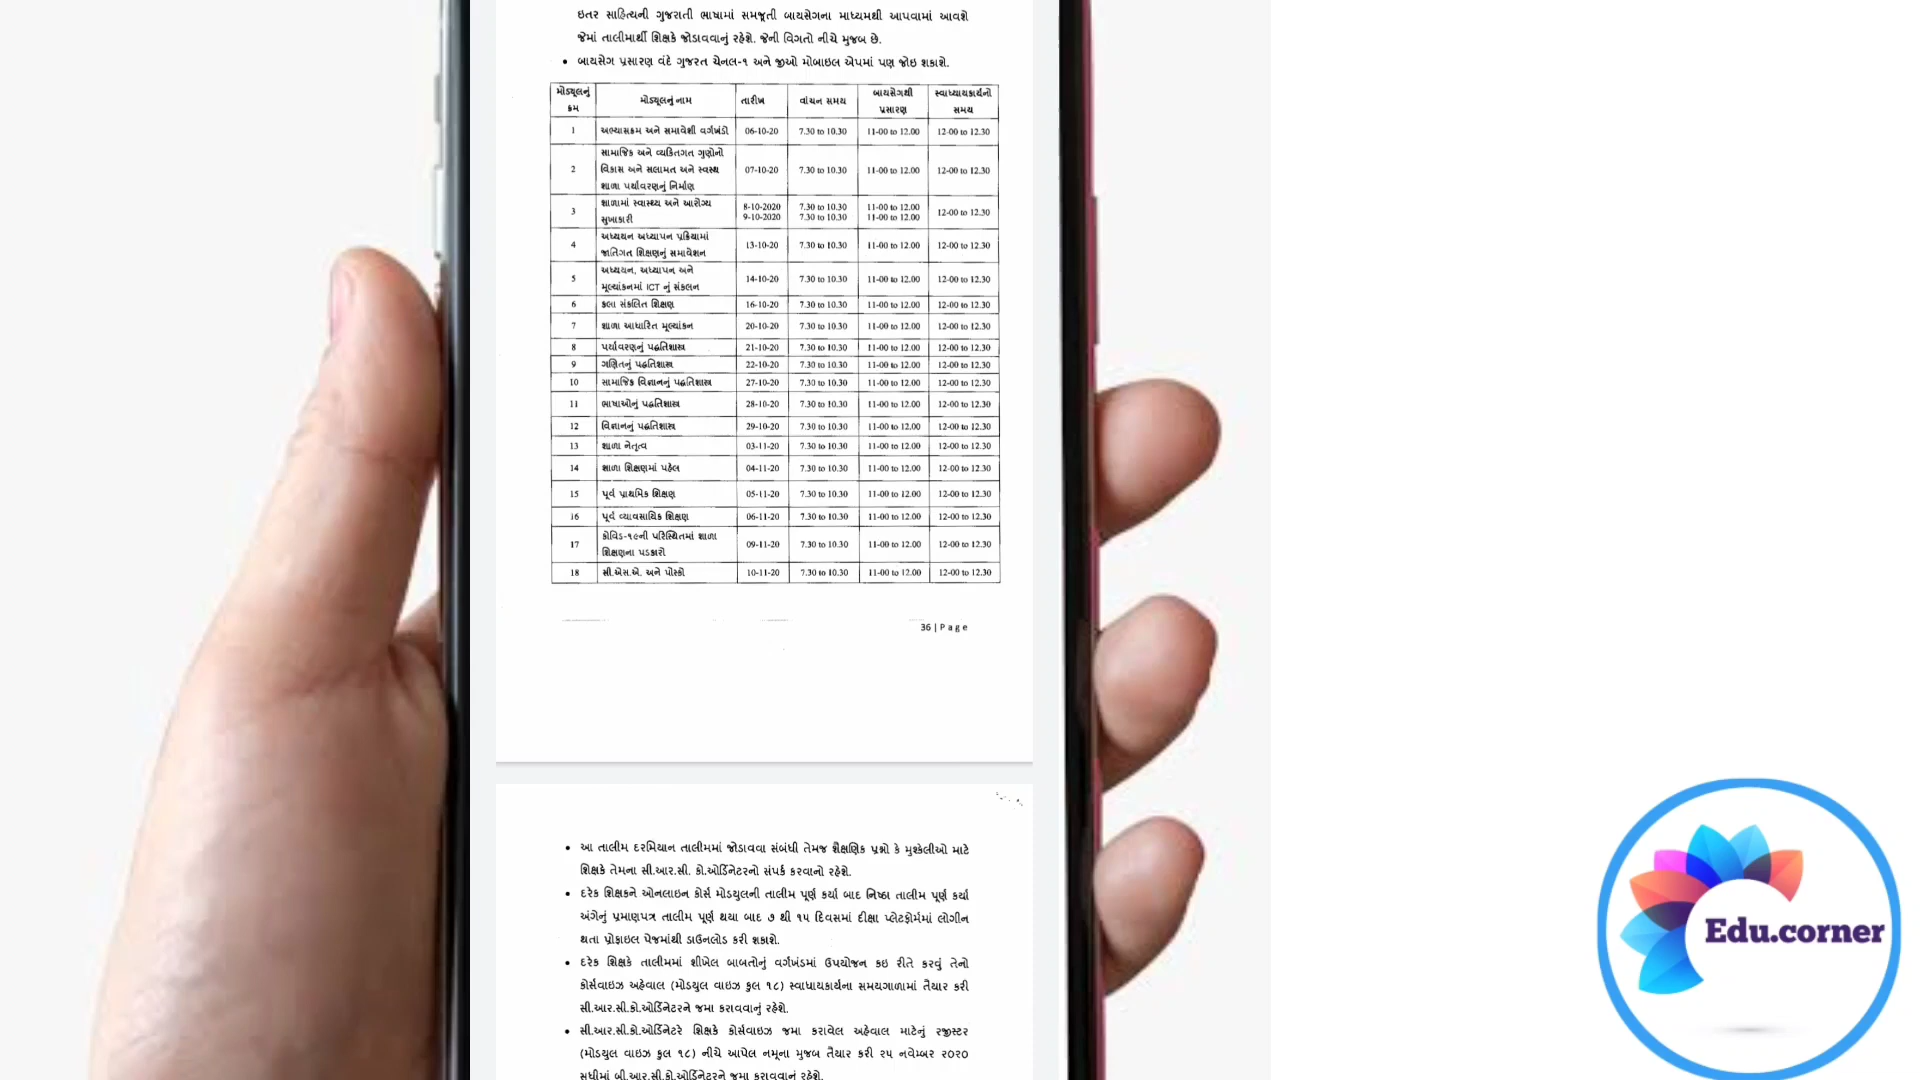 ઇતર સાહિત્યની ગુજરાતી ભાષામાં સમજૂતી બાયસેગના માધ્યમથી આપવામાં આવશે
જેમાં તાલીમાર્થી શિક્ષકે જોડાવવાનું રહેશે. જેની વિગતો નીચે મુજબ છે.
• બાયસેગ પ્રસારણ વંદે ગુજરાત ચેનલ-૧ અને જીઓ મોબાઇલ એપમાં પણ જોઇ શકાશે.
મોડ્યૂલનું ક્રમ મોડ્યૂલનું નામ તારીખ વાંચન સમય બાયસેગથી પ્રસારણ સ્વાધ્યાયકાર્યનો સમય
1 અભ્યાસક્રમ અને સમાવેશી વર્ગખંડો 06-10-20 7.30 to 10.30 11-00 to 12.00 12-00 to 12.30
2 સામાજિક અને વ્યક્તિગત ગુણોનો વિકાસ અને સલામત અને સ્વસ્થ શાળા પર્યાવરણનું નિર્માણ 07-10-20 7.30 to 10.30 11-00 to 12.00 12-00 to 12.30
3 શાળામાં સ્વાસ્થ્ય અને આરોગ્ય સુખાકારી 8-10-2020 9-10-2020 7.30 to 10.30 7.30 to 10.30 11-00 to 12.00 11-00 to 12.00 12-00 to 12.30
4 અધ્યયન અધ્યાપન પ્રક્રિયામાં જાતિગત શિક્ષણનું સમાવેશન 13-10-20 7.30 to 10.30 11-00 to 12.00 12-00 to 12.30
5 અધ્યયન, અધ્યાપન અને મૂલ્યાંકનમાં ICT નું સંકલન 14-10-20 7.30 to 10.30 11-00 to 12.00 12-00 to 12.30
6 કલા સંકલિત શિક્ષણ 16-10-20 7.30 to 10.30 11-00 to 12.00 12-00 to 12.30
7 શાળા આધારિત મૂલ્યાંકન 20-10-20 7.30 to 10.30 11-00 to 12.00 12-00 to 12.30
8 પર્યાવરણનું પદ્ધતિશાસ્ત્ર 21-10-20 7.30 to 10.30 11-00 to 12.00 12-00 to 12.30
9 ગણિતનું પદ્ધતિશાસ્ત્ર 22-10-20 7.30 to 10.30 11-00 to 12.00 12-00 to 12.30
10 સામાજિક વિજ્ઞાનનું પદ્ધતિશાસ્ત્ર 27-10-20 7.30 to 10.30 11-00 to 12.00 12-00 to 12.30
11 ભાષાઓનું પદ્ધતિશાસ્ત્ર 28-10-20 7.30 to 10.30 11-00 to 12.00 12-00 to 12.30
12 વિજ્ઞાનનું પદ્ધતિશાસ્ત્ર 29-10-20 7.30 to 10.30 11-00 to 12.00 12-00 to 12.30
13 શાળા નેતૃત્વ 03-11-20 7.30 to 10.30 11-00 to 12.00 12-00 to 12.30
14 શાળા શિક્ષણમાં પહેલ 04-11-20 7.30 to 10.30 11-00 to 12.00 12-00 to 12.30
15 પૂર્વ પ્રાથમિક શિક્ષણ 05-11-20 7.30 to 10.30 11-00 to 12.00 12-00 to 12.30
16 પૂર્વ વ્યાવસાયિક શિક્ષણ 06-11-20 7.30 to 10.30 11-00 to 12.00 12-00 to 12.30
17 કોવિડ-૧૯ની પરિસ્થિતમાં શાળા શિક્ષણના પડકારો 09-11-20 7.30 to 10.30 11-00 to 12.00 12-00 to 12.30
18 સી.એસ.એ. અને પોસ્કો 10-11-20 7.30 to 10.30 11-00 to 12.00 12-00 to 12.30
36 | Page
• આ તાલીમ દરમિયાન તાલીમમાં જોડાવવા સંબંધી તેમજ શૈક્ષણિક પ્રશ્નો કે મુશ્કેલીઓ માટે
શિક્ષકે તેમના સી.આર.સી. કો.ઓર્ડિનેટરનો સંપર્ક કરવાનો રહેશે.
• દરેક શિક્ષકને ઓનલાઇન કોર્સ મોડયુલની તાલીમ પૂર્ણ કર્યા બાદ નિષ્ઠા તાલીમ પૂર્ણ કર્યા
અંગેનું પ્રમાણપત્ર તાલીમ પૂર્ણ થયા બાદ ૭ થી ૧૫ દિવસમાં દીક્ષા પ્લેટફોર્મમાં લોગીન
થતા પ્રોફાઇલ પેજમાંથી ડાઉનલોડ કરી શકાશે.
• દરેક શિક્ષકે તાલીમમાં શીખેલ બાબતોનું વર્ગખંડમાં ઉપયોજન કઇ રીતે કરવું તેનો
કોર્સવાઇઝ અહેવાલ (મોડયુલ વાઇઝ કુલ ૧૮) સ્વાધાયકાર્યના સમયગાળામાં તૈયાર કરી
સી.આર.સી.કો.ઓર્ડિનેટરને જમા કરાવવાનું રહેશે.
• સી.આર.સી.કો.ઓર્ડિનેટરે શિક્ષકે કોર્સવાઇઝ જમા કરાવેલ અહેવાલ માટેનું રજીસ્ટર
(મોડયુલ વાઇઝ કુલ ૧૮) નીચે આપેલ નમૂના મુજબ તૈયાર કરી ૨૫ નવેમ્બર ૨૦૨૦
સુધીમાં બી.આર.સી.કો.ઓર્ડિનેટરને જમા કરાવવાનું રહેશે.
Edu.corner